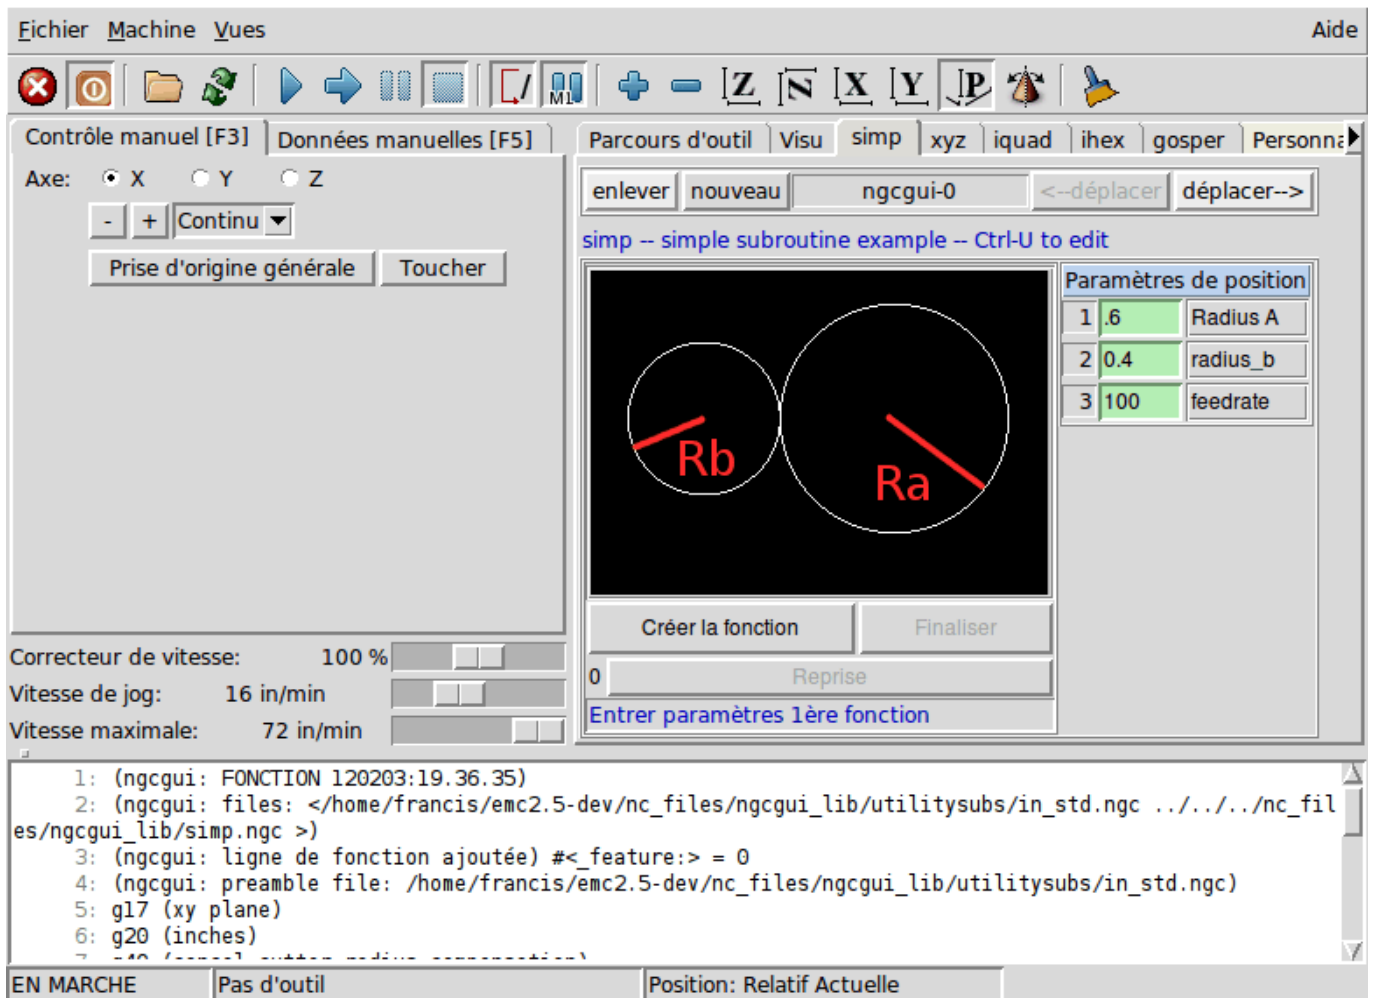 Fichier Machine Vues Aide
M1 Z N X Y P
Contrôle manuel [F3] Données manuelles [F5]
Parcours d'outil Visu simp xyz iquad ihex gosper Personna
Axe: X Y Z
- + Continu
Prise d'origine générale Toucher
enlever nouveau ngcgui-0 <--déplacer déplacer-->
simp -- simple subroutine example -- Ctrl-U to edit
Rb
Ra
Paramètres de position
1 .6 Radius A
2 0.4 radius_b
3 100 feedrate
Créer la fonction Finaliser
0 Reprise
Entrer paramètres 1ère fonction
Correcteur de vitesse: 100 %
Vitesse de jog: 16 in/min
Vitesse maximale: 72 in/min
1: (ngcgui: FONCTION 120203:19.36.35)
2: (ngcgui: files: </home/francis/emc2.5-dev/nc_files/ngcgui_lib/utilitysubs/in_std.ngc ../../../nc_fil
es/ngcgui_lib/simp.ngc >)
3: (ngcgui: ligne de fonction ajoutée) #<_feature:> = 0
4: (ngcgui: preamble file: /home/francis/emc2.5-dev/nc_files/ngcgui_lib/utilitysubs/in_std.ngc)
5: g17 (xy plane)
6: g20 (inches)
EN MARCHE Pas d'outil Position: Relatif Actuelle